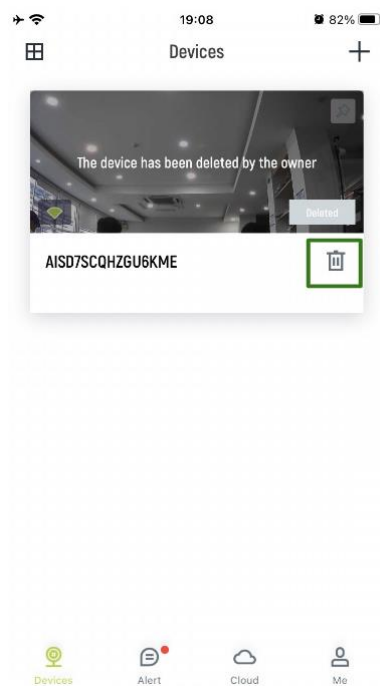 19:08
82%
Devices
The device has been deleted by the owner
Deleted
AISD7SCQHZGU6KME
Devices
Alert
Cloud
Me